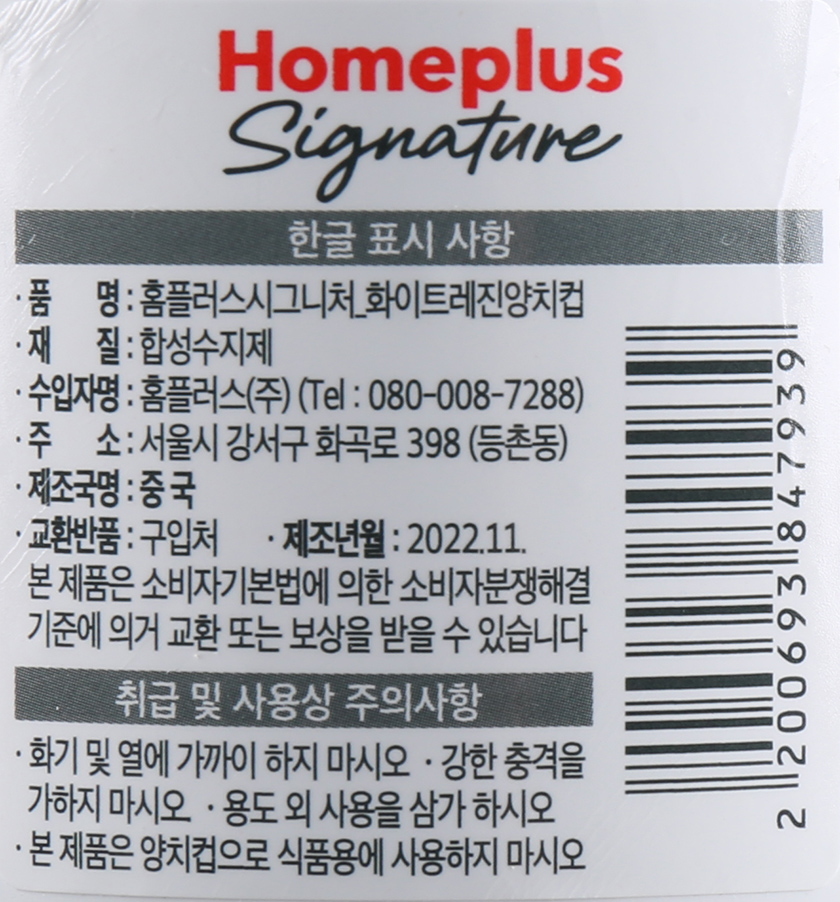 Homeplus
Signature
한글 표시 사항
·품 명 : 홈플러스시그니처_화이트레진양치컵
·재 질 : 합성수지제
·수입자명 : 홈플러스(주) (Tel : 080-008-7288)
·주 소 : 서울시 강서구 화곡로 398 (등촌동)
·제조국명 : 중국
·교환반품 : 구입처 ·제조년월 : 2022.11.
본 제품은 소비자기본법에 의한 소비자분쟁해결
기준에 의거 교환 또는 보상을 받을 수 있습니다
취급 및 사용상 주의사항
·화기 및 열에 가까이 하지 마시오 ·강한 충격을
가하지 마시오 ·용도 외 사용을 삼가 하시오
·본 제품은 양치컵으로 식품용에 사용하지 마시오
2 200693 847939